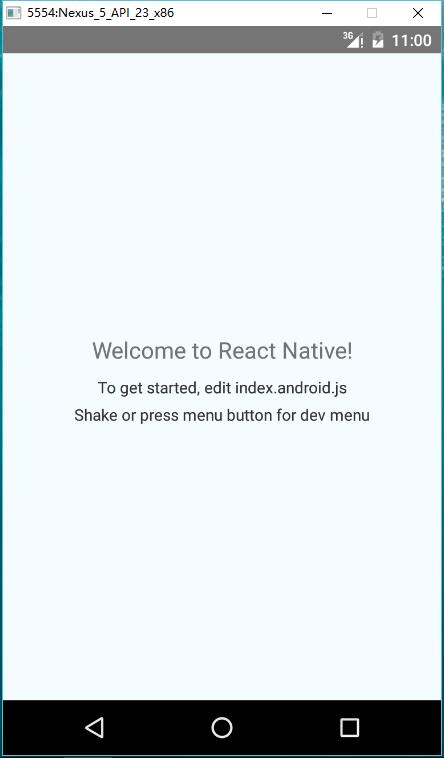 5554:Nexus_5_API_23_x86
3G 11:00
Welcome to React Native!
To get started, edit index.android.js
Shake or press menu button for dev menu